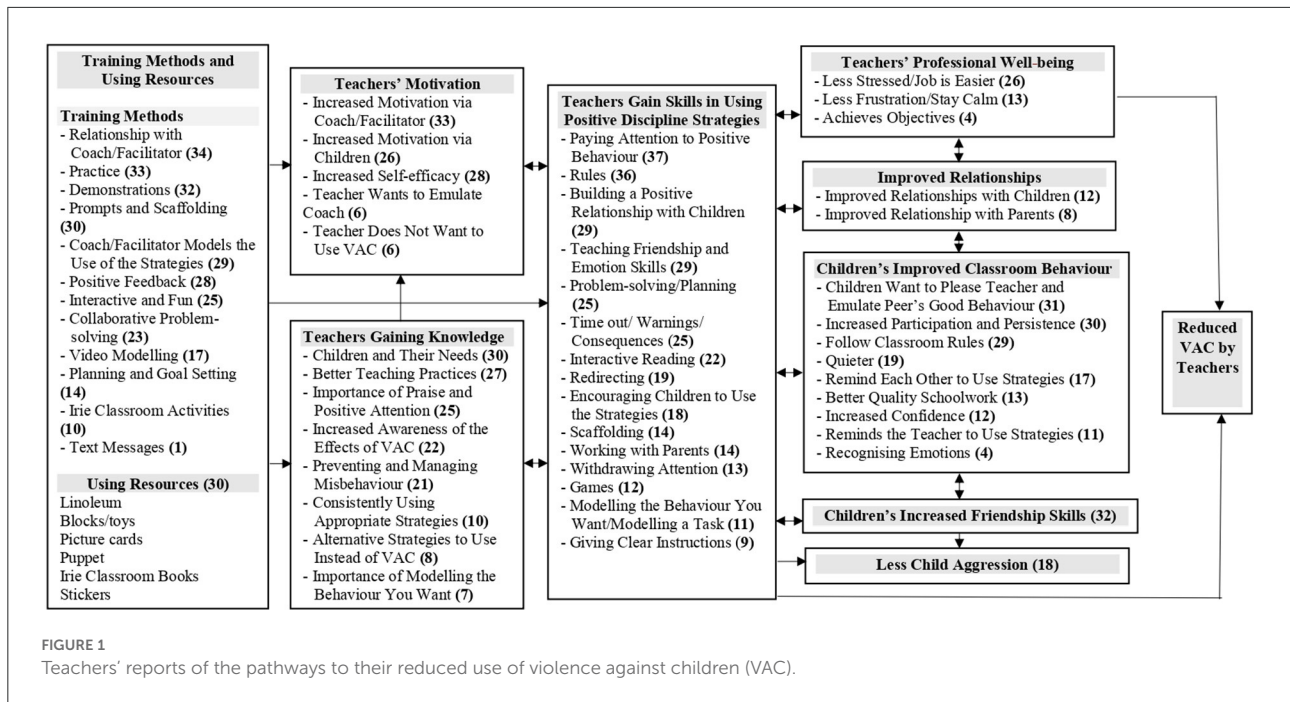 Training Methods and
Using Resources
Training Methods
- Relationship with
Coach/Facilitator (34)
- Practice (33)
- Demonstrations (32)
- Prompts and Scaffolding
(30)
- Coach/Facilitator Models the
Use of the Strategies (29)
- Positive Feedback (28)
- Interactive and Fun (25)
- Collaborative Problem-
solving (23)
- Video Modelling (17)
- Planning and Goal Setting
(14)
- Irie Classroom Activities
(10)
- Text Messages (1)
Using Resources (30)
Linoleum
Blocks/toys
Picture cards
Puppet
Irie Classroom Books
Stickers
Teachers' Motivation
- Increased Motivation via
Coach/Facilitator (33)
- Increased Motivation via
Children (26)
- Increased Self-efficacy (28)
- Teacher Wants to Emulate
Coach (6)
- Teacher Does Not Want to
Use VAC (6)
Teachers Gaining Knowledge
- Children and Their Needs (30)
- Better Teaching Practices (27)
- Importance of Praise and
Positive Attention (25)
- Increased Awareness of the
Effects of VAC (22)
- Preventing and Managing
Misbehaviour (21)
- Consistently Using
Appropriate Strategies (10)
- Alternative Strategies to Use
Instead of VAC (8)
- Importance of Modelling the
Behaviour You Want (7)
Teachers Gain Skills in Using
Positive Discipline Strategies
- Paying Attention to Positive
Behaviour (37)
- Rules (36)
- Building a Positive
Relationship with Children
(29)
- Teaching Friendship and
Emotion Skills (29)
- Problem-solving/Planning
(25)
- Time out/ Warnings/
Consequences (25)
- Interactive Reading (22)
- Redirecting (19)
- Encouraging Children to Use
the Strategies (18)
- Scaffolding (14)
- Working with Parents (14)
- Withdrawing Attention (13)
- Games (12)
- Modelling the Behaviour You
Want/Modelling a Task (11)
- Giving Clear Instructions (9)
Teachers' Professional Well-being
- Less Stressed/Job is Easier (26)
- Less Frustration/Stay Calm (13)
- Achieves Objectives (4)
Improved Relationships
- Improved Relationships with Children (12)
- Improved Relationship with Parents (8)
Children's Improved Classroom Behaviour
- Children Want to Please Teacher and
Emulate Peer's Good Behaviour (31)
- Increased Participation and Persistence (30)
- Follow Classroom Rules (29)
- Quieter (19)
- Remind Each Other to Use Strategies (17)
- Better Quality Schoolwork (13)
- Increased Confidence (12)
- Reminds the Teacher to Use Strategies (11)
- Recognising Emotions (4)
Children's Increased Friendship Skills (32)
Less Child Aggression (18)
Reduced
VAC by
Teachers
FIGURE 1
Teachers' reports of the pathways to their reduced use of violence against children (VAC).